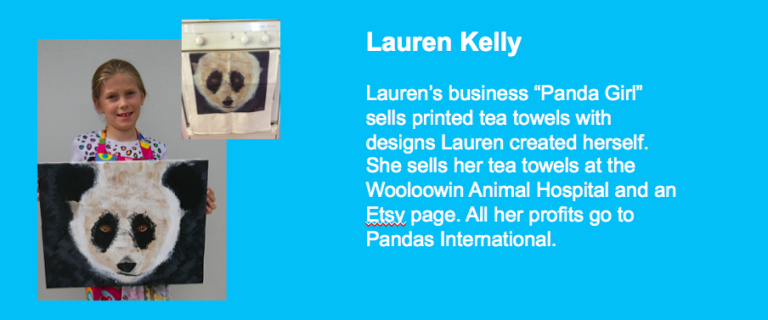 Lauren Kelly
Lauren’s business “Panda Girl”
sells printed tea towels with
designs Lauren created herself.
She sells her tea towels at the
Wooloowin Animal Hospital and an
Etsy page. All her profits go to
Pandas International.